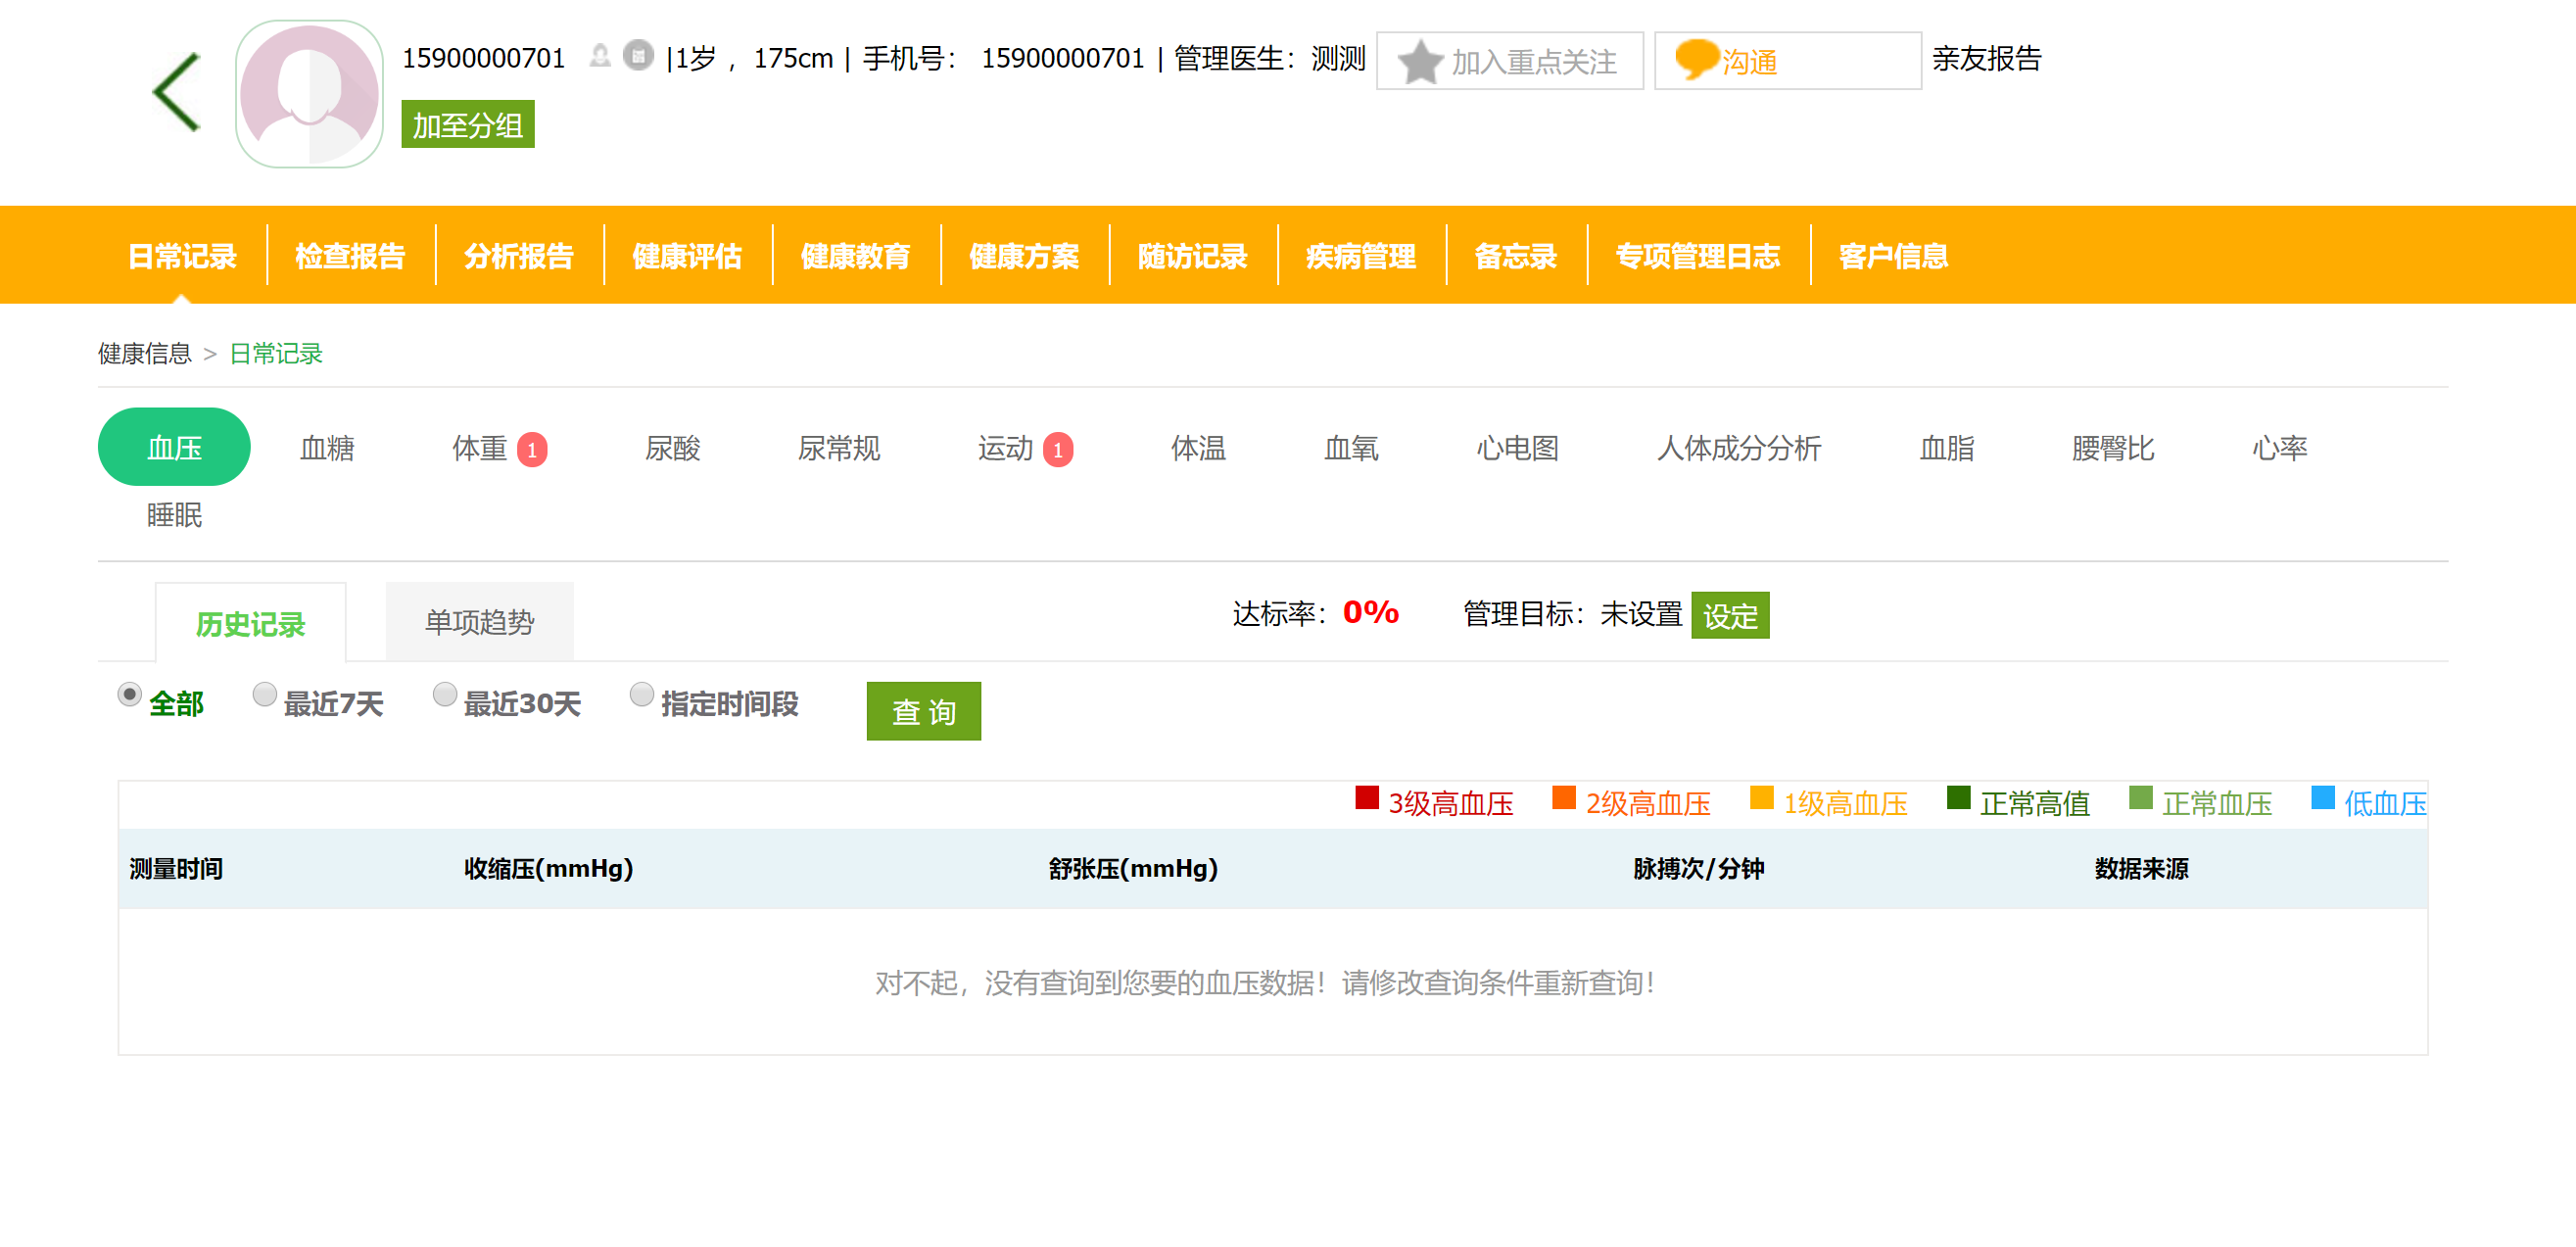 15900000701 |1岁 ，175cm | 手机号： 15900000701 | 管理医生：测测 加入重点关注 沟通 亲友报告
加至分组
日常记录 检查报告 分析报告 健康评估 健康教育 健康方案 随访记录 疾病管理 备忘录 专项管理日志 客户信息
健康信息 > 日常记录
血压 血糖 体重 1 尿酸 尿常规 运动 1 体温 血氧 心电图 人体成分分析 血脂 腰臀比 心率
睡眠
历史记录 单项趋势 达标率：0% 管理目标：未设置 设定
全部 最近7天 最近30天 指定时间段 查 询
3级高血压 2级高血压 1级高血压 正常高值 正常血压 低血压
测量时间 收缩压(mmHg) 舒张压(mmHg) 脉搏次/分钟 数据来源
对不起，没有查询到您要的血压数据！请修改查询条件重新查询！